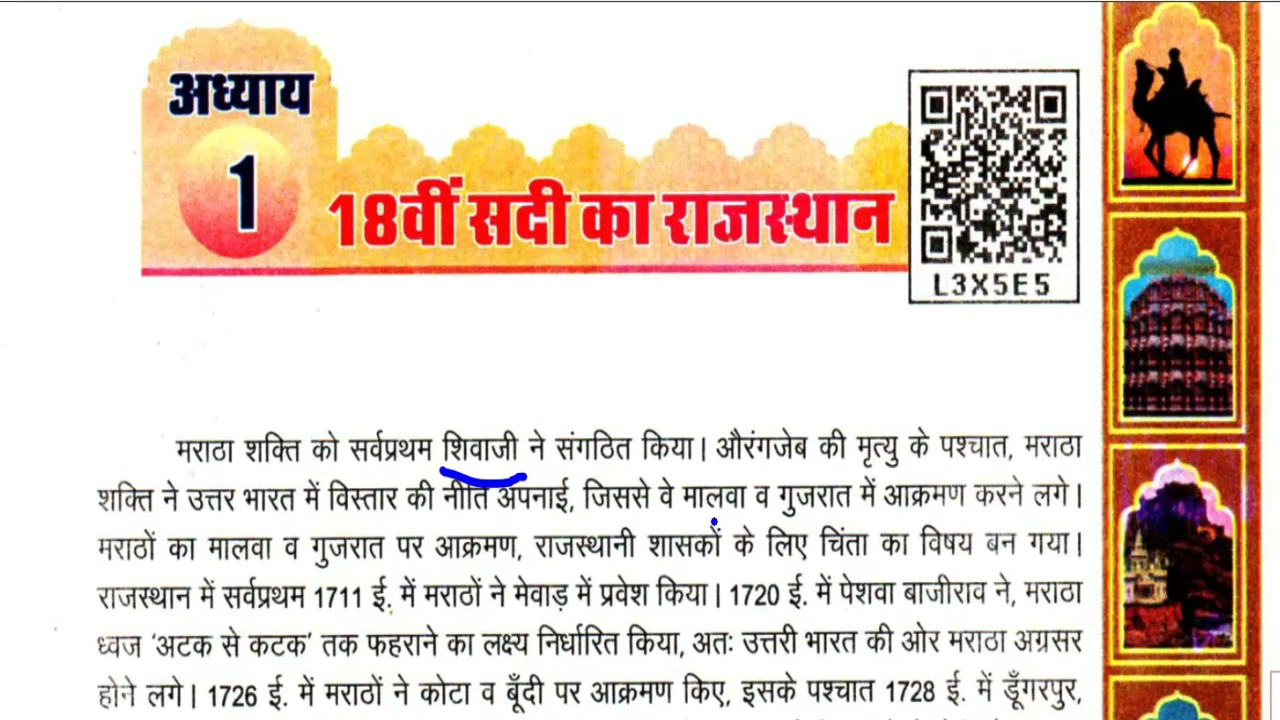 अध्याय
1
18वीं सदी का राजस्थान
L3X5E5
मराठा शक्ति को सर्वप्रथम शिवाजी ने संगठित किया। औरंगजेब की मृत्यु के पश्चात, मराठा
शक्ति ने उत्तर भारत में विस्तार की नीति अपनाई, जिससे वे मालवा व गुजरात में आक्रमण करने लगे।
मराठों का मालवा व गुजरात पर आक्रमण, राजस्थानी शासकों के लिए चिंता का विषय बन गया।
राजस्थान में सर्वप्रथम 1711 ई. में मराठों ने मेवाड़ में प्रवेश किया। 1720 ई. में पेशवा बाजीराव ने, मराठा
ध्वज 'अटक से कटक' तक फहराने का लक्ष्य निर्धारित किया, अतः उत्तरी भारत की ओर मराठा अग्रसर
होने लगे। 1726 ई. में मराठों ने कोटा व बूँदी पर आक्रमण किए, इसके पश्चात 1728 ई. में डूँगरपुर,